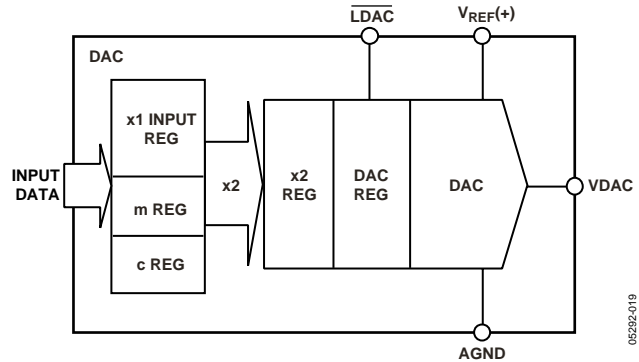 LDAC
VREF(+)
DAC
x1 INPUT
REG
m REG
c REG
INPUT
DATA
x2
x2
REG
DAC
REG
DAC
VDAC
AGND
05292-019